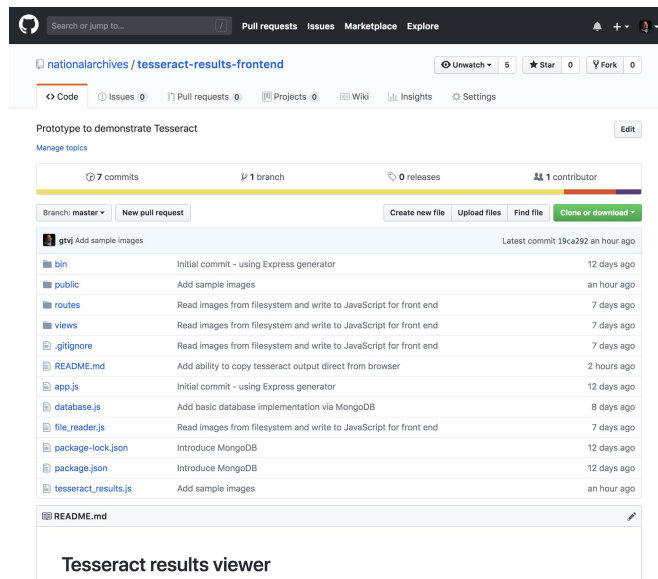 Search or jump to... / Pull requests Issues Marketplace Explore
nationalarchives / tesseract-results-frontend Unwatch 5 Star 0 Fork 0
Code Issues 0 Pull requests 0 Projects 0 Wiki Insights Settings
Prototype to demonstrate Tesseract Edit
Manage topics
7 commits 1 branch 0 releases 1 contributor
Branch: master New pull request Create new file Upload files Find file Clone or download
gtvj Add sample images Latest commit 19ca292 an hour ago
bin Initial commit - using Express generator 12 days ago
public Add sample images an hour ago
routes Read images from filesystem and write to JavaScript for front end 7 days ago
views Read images from filesystem and write to JavaScript for front end 7 days ago
.gitignore Read images from filesystem and write to JavaScript for front end 7 days ago
README.md Add ability to copy tesseract output direct from browser 2 hours ago
app.js Initial commit - using Express generator 12 days ago
database.js Add basic database implementation via MongoDB 8 days ago
file_reader.js Read images from filesystem and write to JavaScript for front end 7 days ago
package-lock.json Introduce MongoDB 12 days ago
package.json Introduce MongoDB 12 days ago
tesseract_results.js Add sample images an hour ago
README.md
Tesseract results viewer